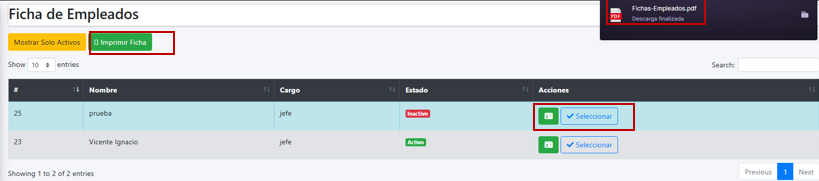 Ficha de Empleados
Fichas-Empleados.pdf
PDF
Descarga finalizada
Mostrar Solo Activos
Imprimir Ficha
Show 10 entries
Search:
# Nombre Cargo Estado Acciones
25 prueba jefe Inactivo Seleccionar
23 Vicente Ignacio jefe Activo Seleccionar
Showing 1 to 2 of 2 entries
Previous 1 Next